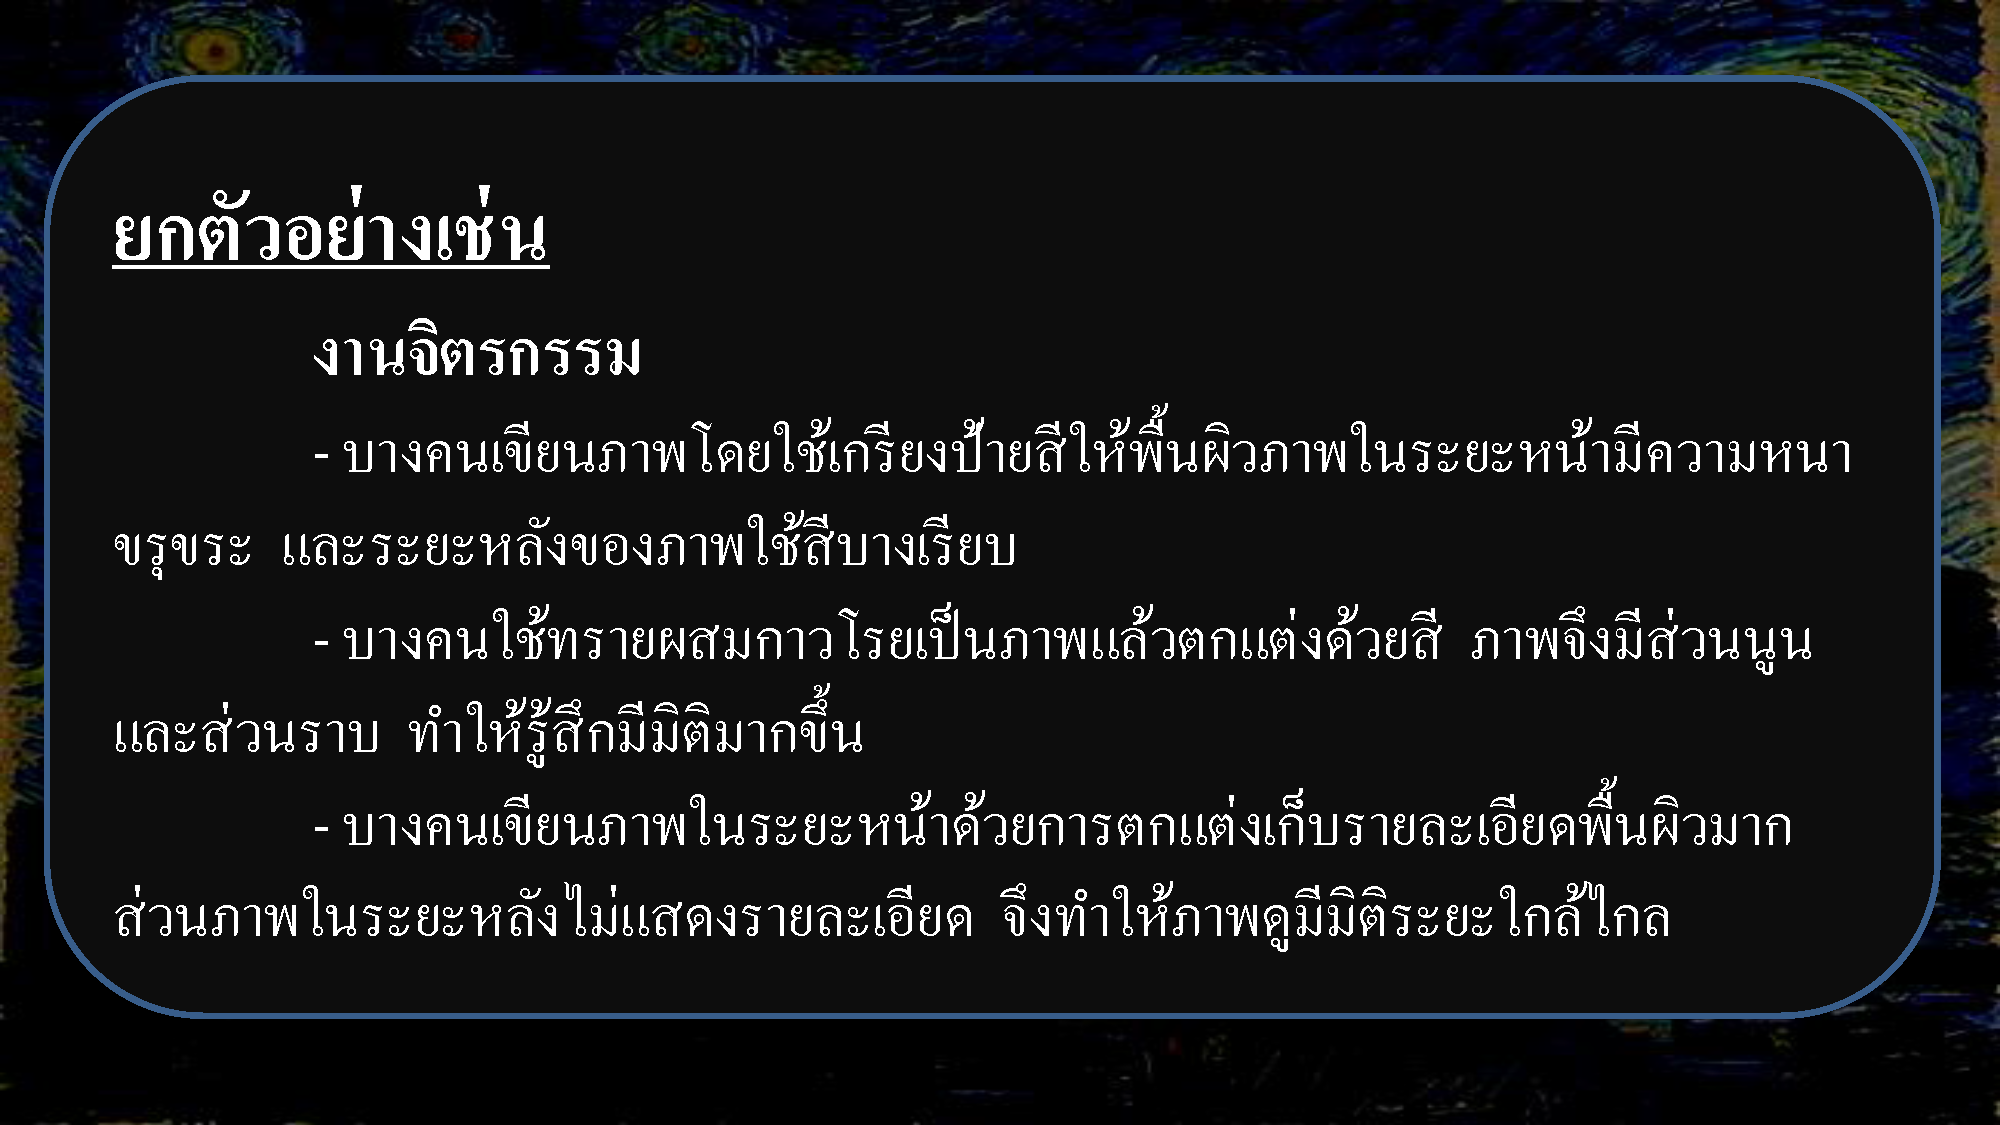 ยกตัวอย่างเช่น
งานจิตรกรรม
- บางคนเขียนภาพโดยใช้เกรียงป้ายสีให้พื้นผิวภาพในระยะหน้ามีความหนา
ขรุขระ และระยะหลังของภาพใช้สีบางเรียบ
- บางคนใช้ทรายผสมกาวโรยเป็นภาพแล้วตกแต่งด้วยสี ภาพจึงมีส่วนนูน
และส่วนราบ ทำให้รู้สึกมีมิติมากขึ้น
- บางคนเขียนภาพในระยะหน้าด้วยการตกแต่งเก็บรายละเอียดพื้นผิวมาก
ส่วนภาพในระยะหลังไม่แสดงรายละเอียด จึงทำให้ภาพดูมีมิติระยะใกล้ไกล